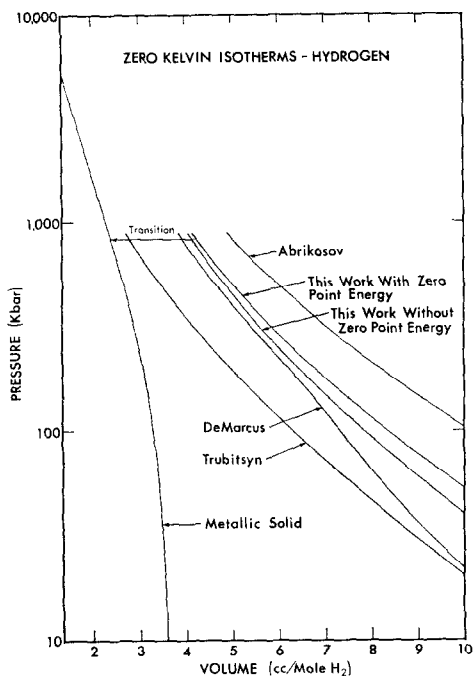 10,000
ZERO KELVIN ISOTHERMS - HYDROGEN
1,000
Transition
Abrikosov
This Work With Zero
Point Energy
This Work Without
Zero Point Energy
PRESSURE (Kbar)
100
DeMarcus
Trubitsyn
Metallic Solid
10
2 3 4 5 6 7 8 9 10
VOLUME (cc/Mole H₂)